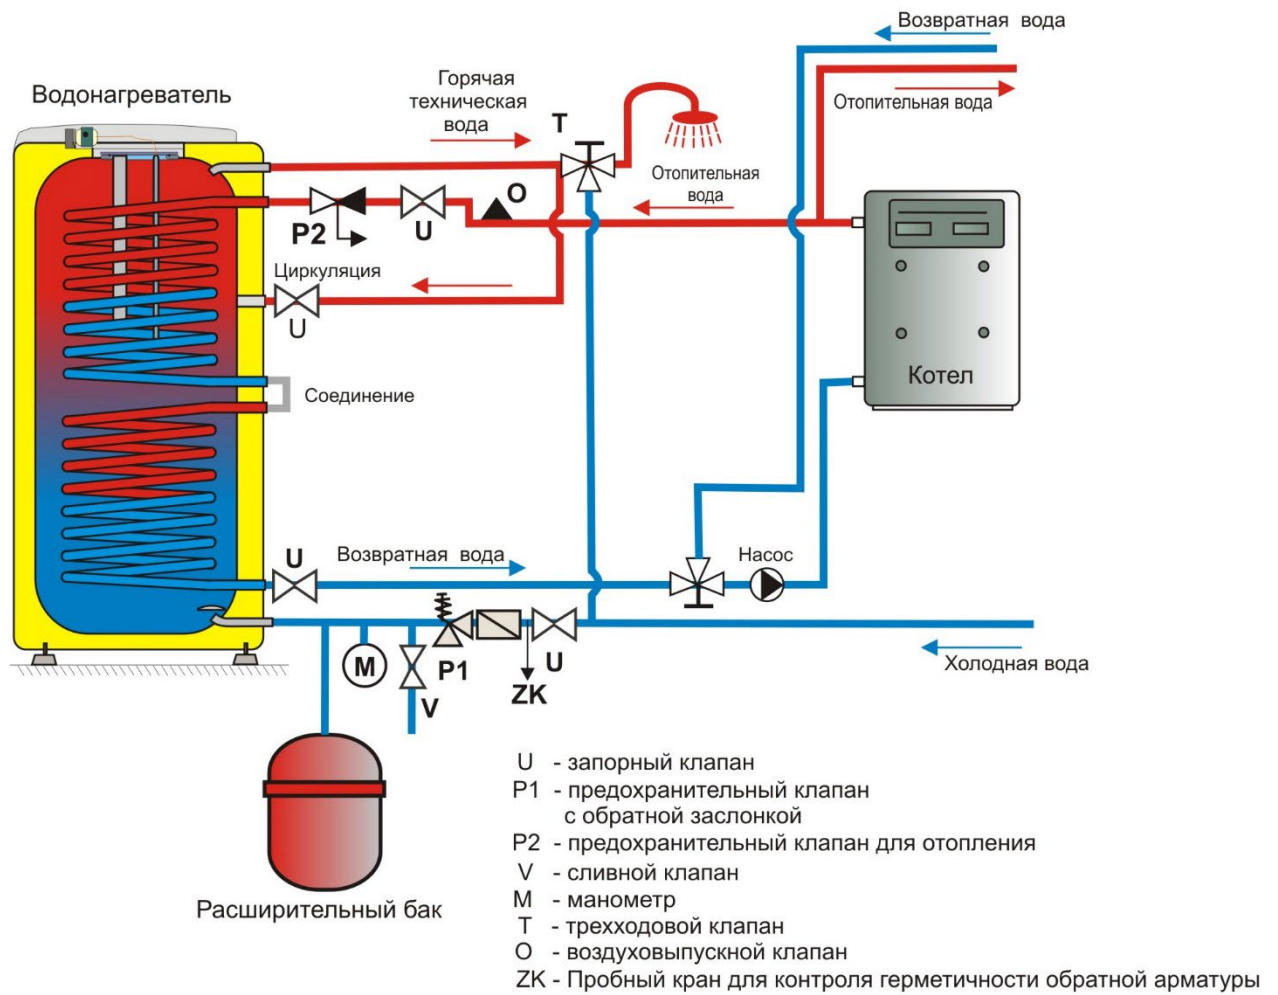 Возвратная вода
Отопительная вода
Водонагреватель
Горячая
техническая
вода
T
Отопительная
вода
O
P2
U
Циркуляция
U
Котел
Соединение
U
Возвратная вода
Насос
M
V
P1
ZK
U
Холодная вода
Расширительный бак
U - запорный клапан
P1 - предохранительный клапан
с обратной заслонкой
P2 - предохранительный клапан для отопления
V - сливной клапан
M - манометр
T - трехходовой клапан
O - воздуховыпускной клапан
ZK - Пробный кран для контроля герметичности обратной арматуры